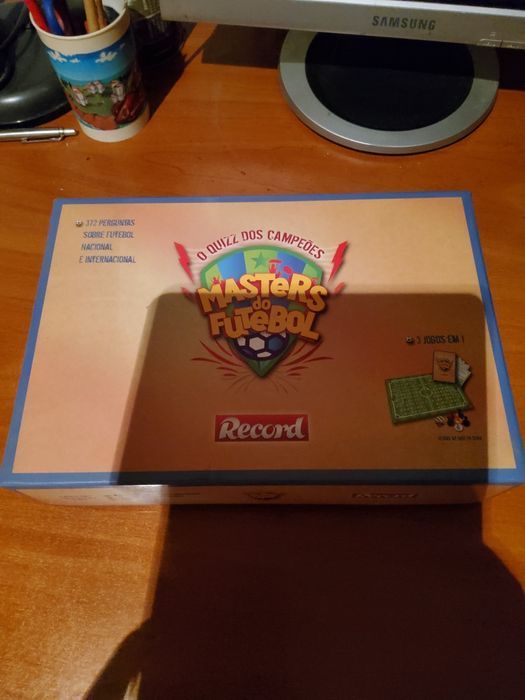 SAMSUNG
372 PERGUNTAS
SOBRE FUTEBOL
NACIONAL
E INTERNACIONAL
O QUIZZ DOS CAMPEÕES
MASTERS
do
FUTEBOL
3 JOGOS EM 1
Record